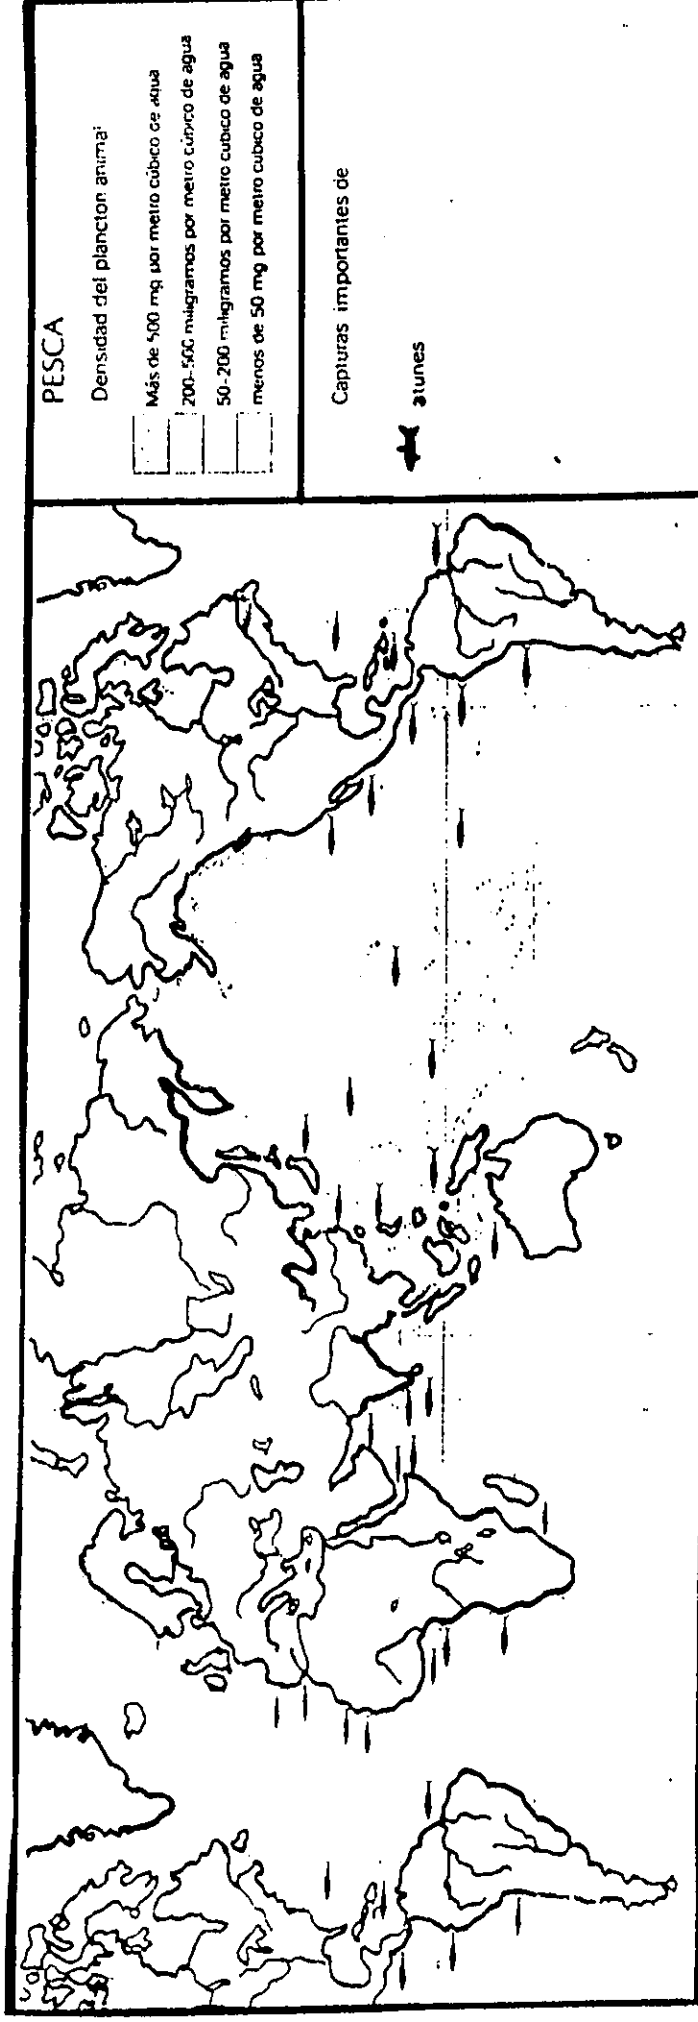 PESCA
Densidad del plancton animal
Más de 500 mg por metro cúbico de agua
200-500 miligramos por metro cúbico de agua
50-200 miligramos por metro cubico de agua
menos de 50 mg por metro cubico de agua
Capturas importantes de
atunes